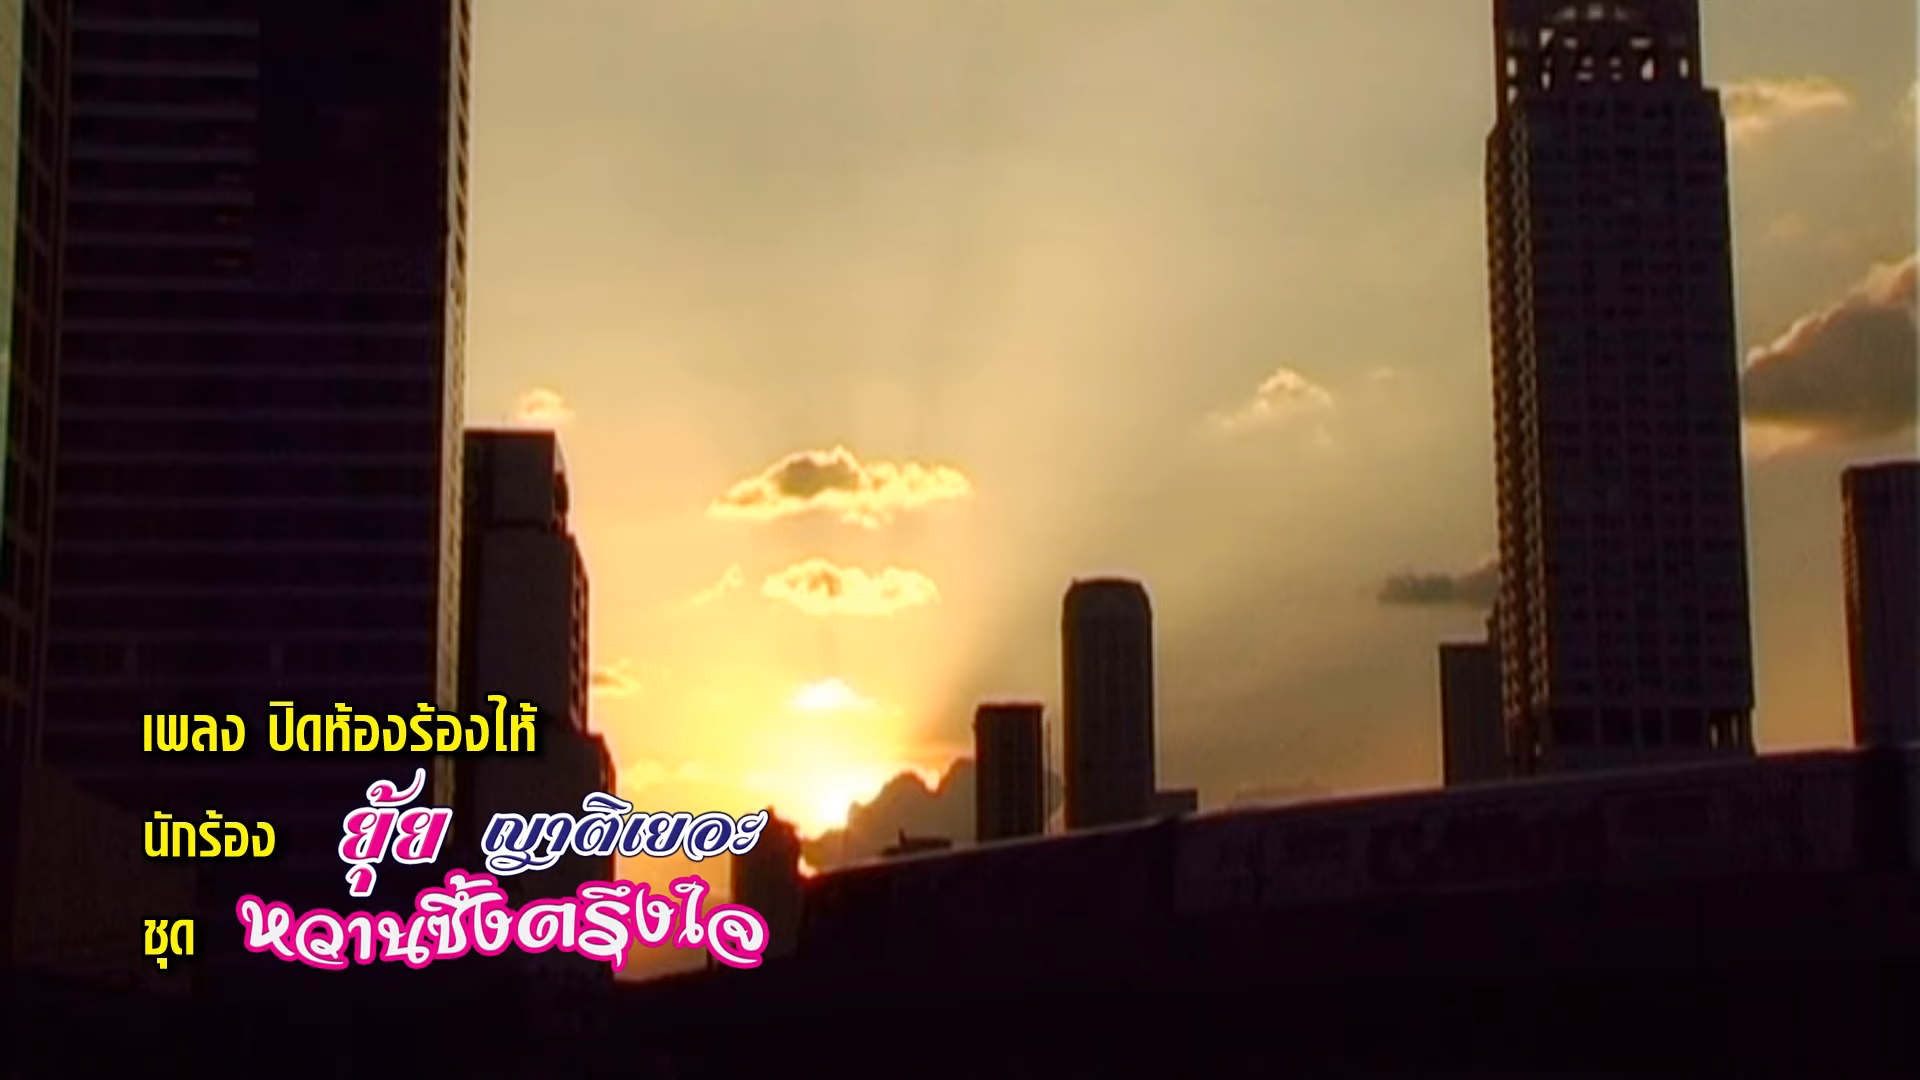 เพลง ปิดห้องร้องไห้
นักร้อง ยุ้ย ญาติเยอะ
ชุด หวานซึ้งตรึงใจ